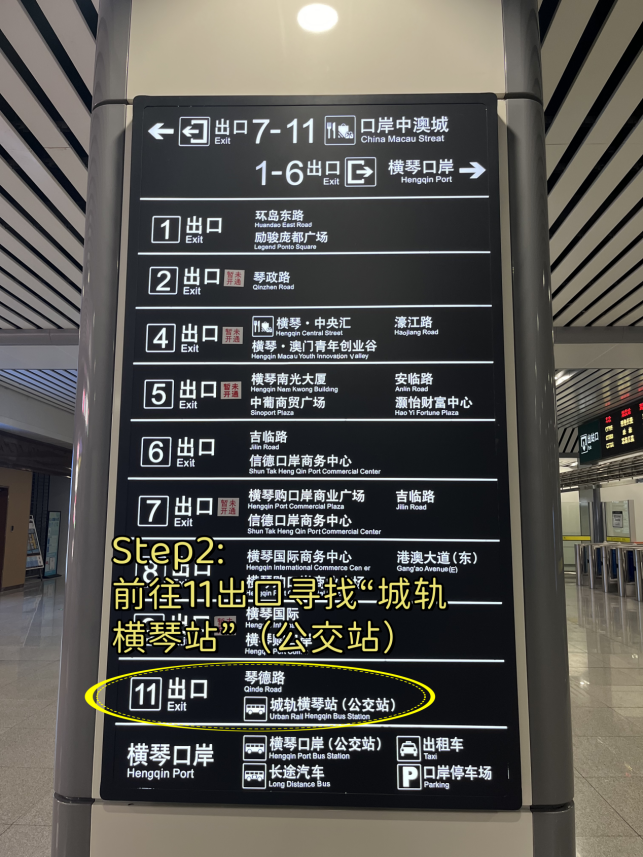 出口 7-11 口岸中澳城
Exit China Macau Streat
1-6 出口 横琴口岸
Exit Hengqin Port
1 出口 环岛东路
Exit Huandao East Road
励骏庞都广场
Legend Ponto Square
2 出口 暂未开通 琴政路
Exit Qinzhen Road
4 出口 暂未开通 横琴·中央汇 濠江路
Exit Hengqin Central Street Haojiang Road
横琴·澳门青年创业谷
Hengqin Macau Youth Innovation Valley
5 出口 暂未开通 横琴南光大厦 安临路
Exit Hengqin Nam Kwong Building Anlin Road
中葡商贸广场 灏怡财富中心
Sinoport Plaza Hao Yi Fortune Plaza
6 出口 吉临路
Exit Jilin Road
信德口岸商务中心
Shun Tak Heng Qin Port Commercial Center
7 出口 暂未开通 横琴购口岸商业广场 吉临路
Exit Hengqin Port Commercial Plaza Jilin Road
信德口岸商务中心
Shun Tak Heng Qin Port Commercial Center
8 横琴国际商务中心 港澳大道(东)
Hengqin International Commerce Cen er Gang'ao Avenue(E)
Step2:
前往11出口寻找“城轨
横琴站”（公交站）
横琴国际
11 出口 琴德路
Exit Qinde Road
城轨横琴站(公交站)
Urban Rail Hengqin Bus Station
横琴口岸 横琴口岸(公交站) 出租车
Hengqin Port Hengqin Port Bus Station Taxi
长途汽车 P 口岸停车场
Long Distance Bus Parking